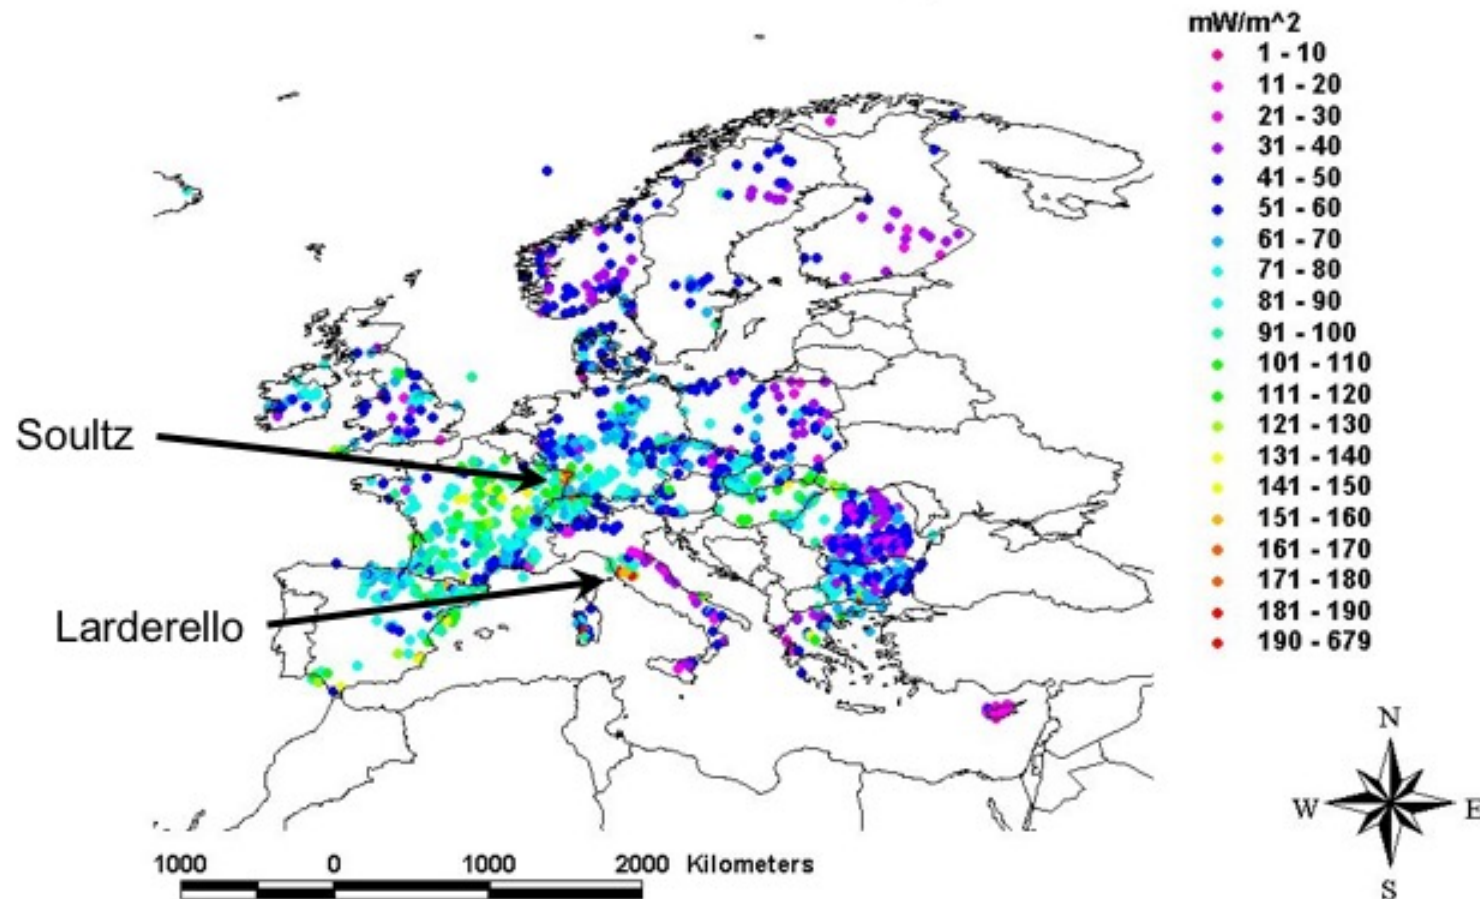 mW/m^2
1 - 10
11 - 20
21 - 30
31 - 40
41 - 50
51 - 60
61 - 70
71 - 80
81 - 90
91 - 100
101 - 110
111 - 120
121 - 130
131 - 140
141 - 150
151 - 160
161 - 170
171 - 180
181 - 190
190 - 679
Soultz
Larderello
N
W E
S
1000 0 1000 2000 Kilometers